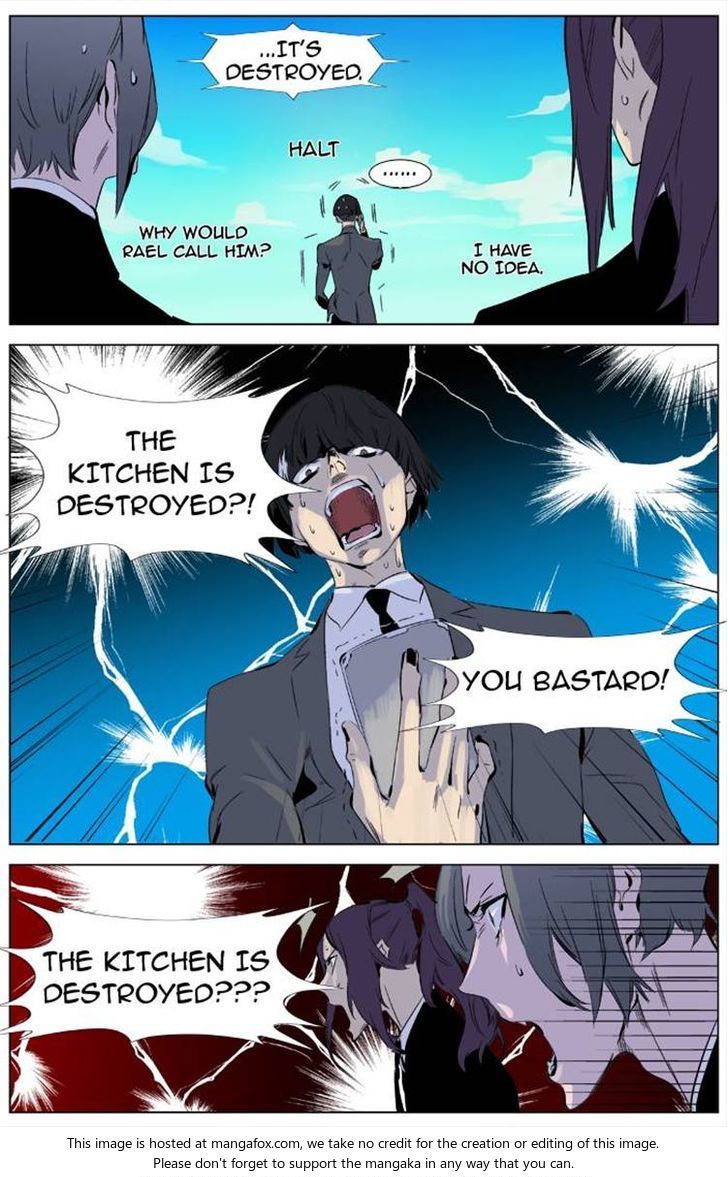 ...IT'S
DESTROYED.
HALT
......
WHY WOULD
RAEL CALL HIM?
I HAVE
NO IDEA.
THE
KITCHEN IS
DESTROYED?!
YOU BASTARD!
THE KITCHEN IS
DESTROYED???
This image is hosted at mangafox.com, we take no credit for the creation or editing of this image.
Please don't forget to support the mangaka in any way that you can.